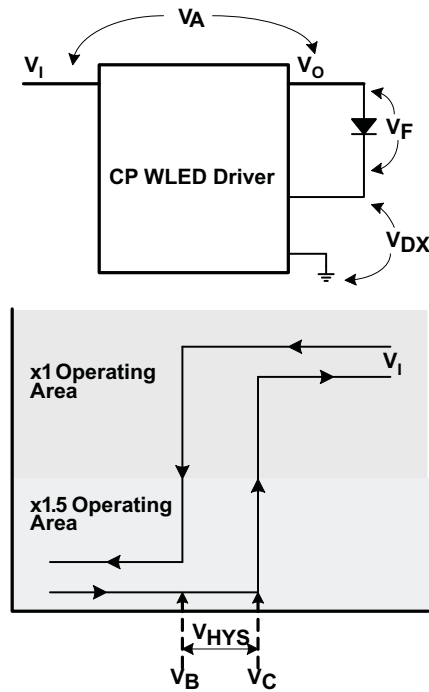 VA
VI
VO
VF
CP WLED Driver
VDX
x1 Operating
Area
VI
x1.5 Operating
Area
VHYS
VB
VC